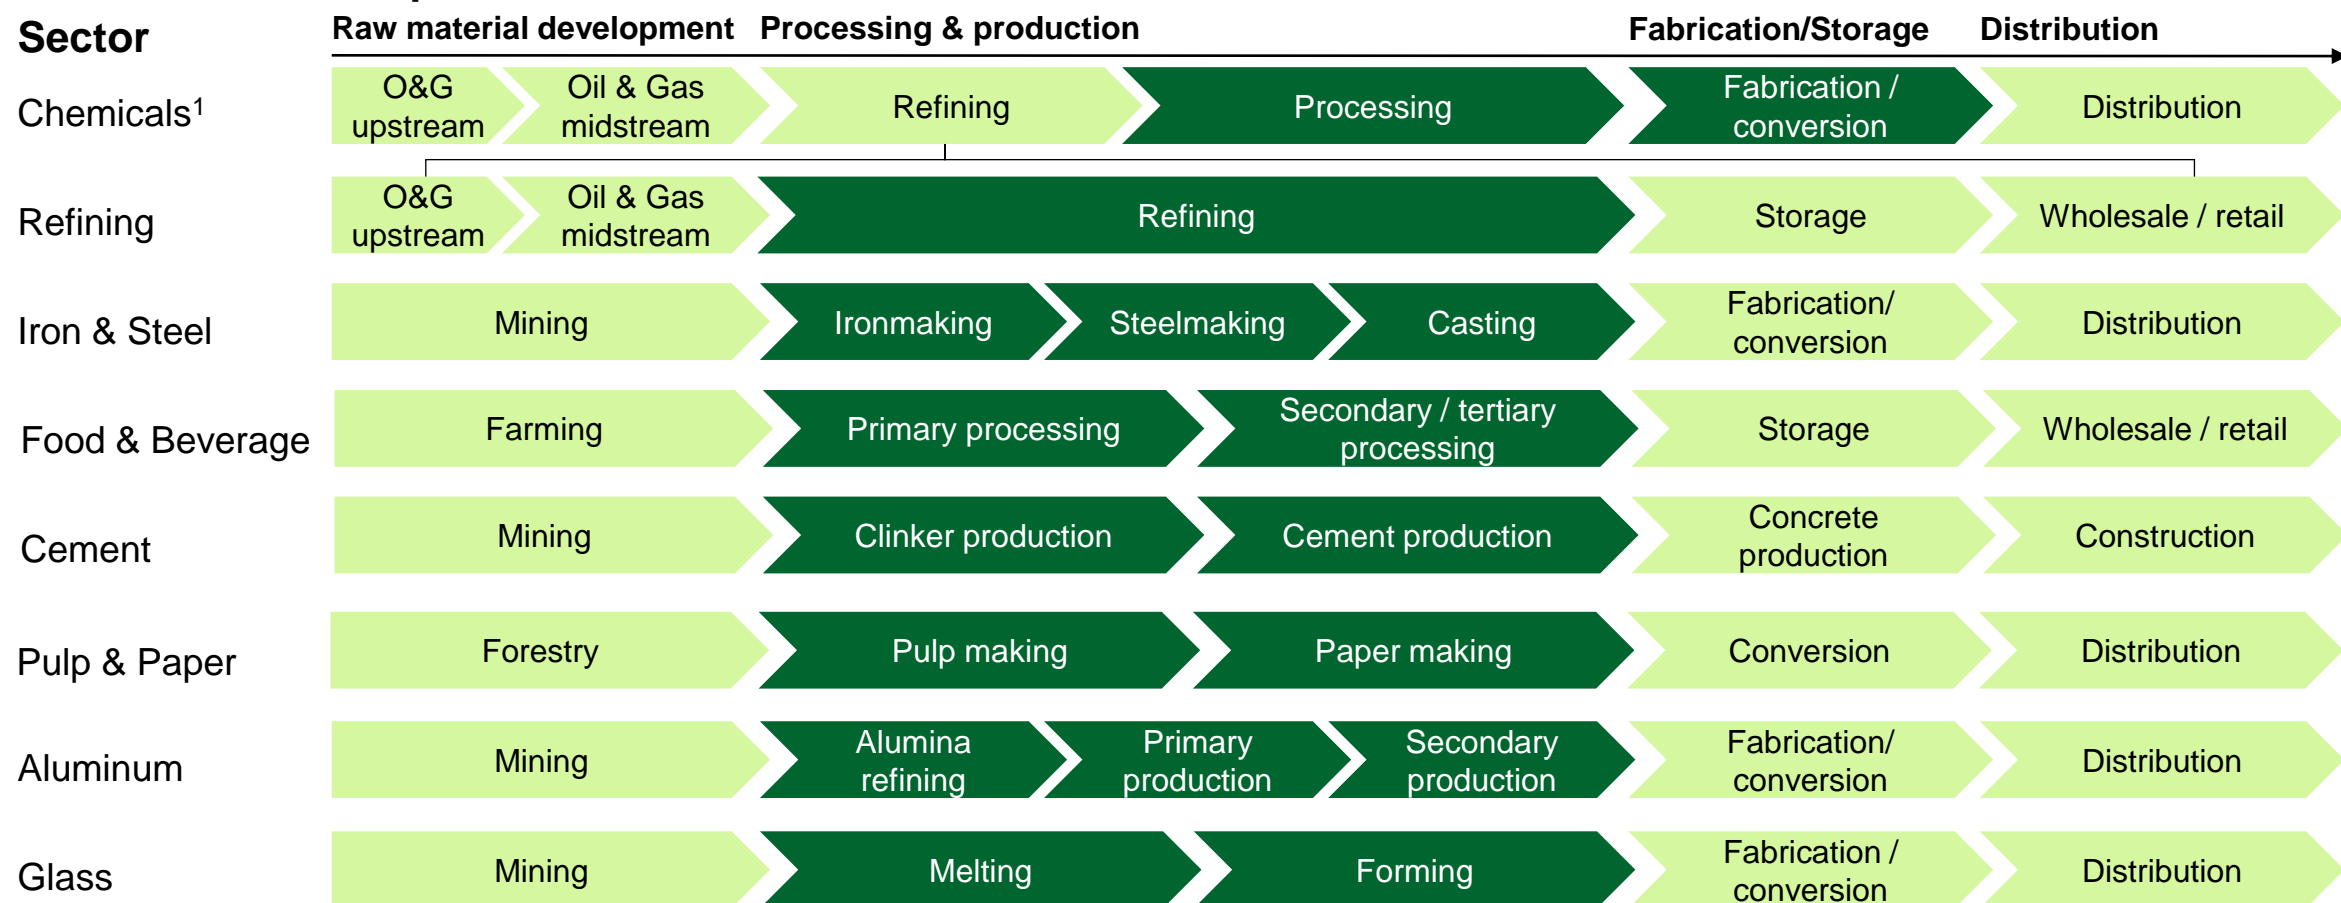 Sector
Raw material development
Processing & production
Fabrication/Storage
Distribution
Chemicals¹
O&G
upstream
Oil & Gas
midstream
Refining
Processing
Fabrication /
conversion
Distribution
Refining
O&G
upstream
Oil & Gas
midstream
Refining
Storage
Wholesale / retail
Iron & Steel
Mining
Ironmaking
Steelmaking
Casting
Fabrication/
conversion
Distribution
Food & Beverage
Farming
Primary processing
Secondary / tertiary
processing
Storage
Wholesale / retail
Cement
Mining
Clinker production
Cement production
Concrete
production
Construction
Pulp & Paper
Forestry
Pulp making
Paper making
Conversion
Distribution
Aluminum
Mining
Alumina
refining
Primary
production
Secondary
production
Fabrication/
conversion
Distribution
Glass
Mining
Melting
Forming
Fabrication /
conversion
Distribution